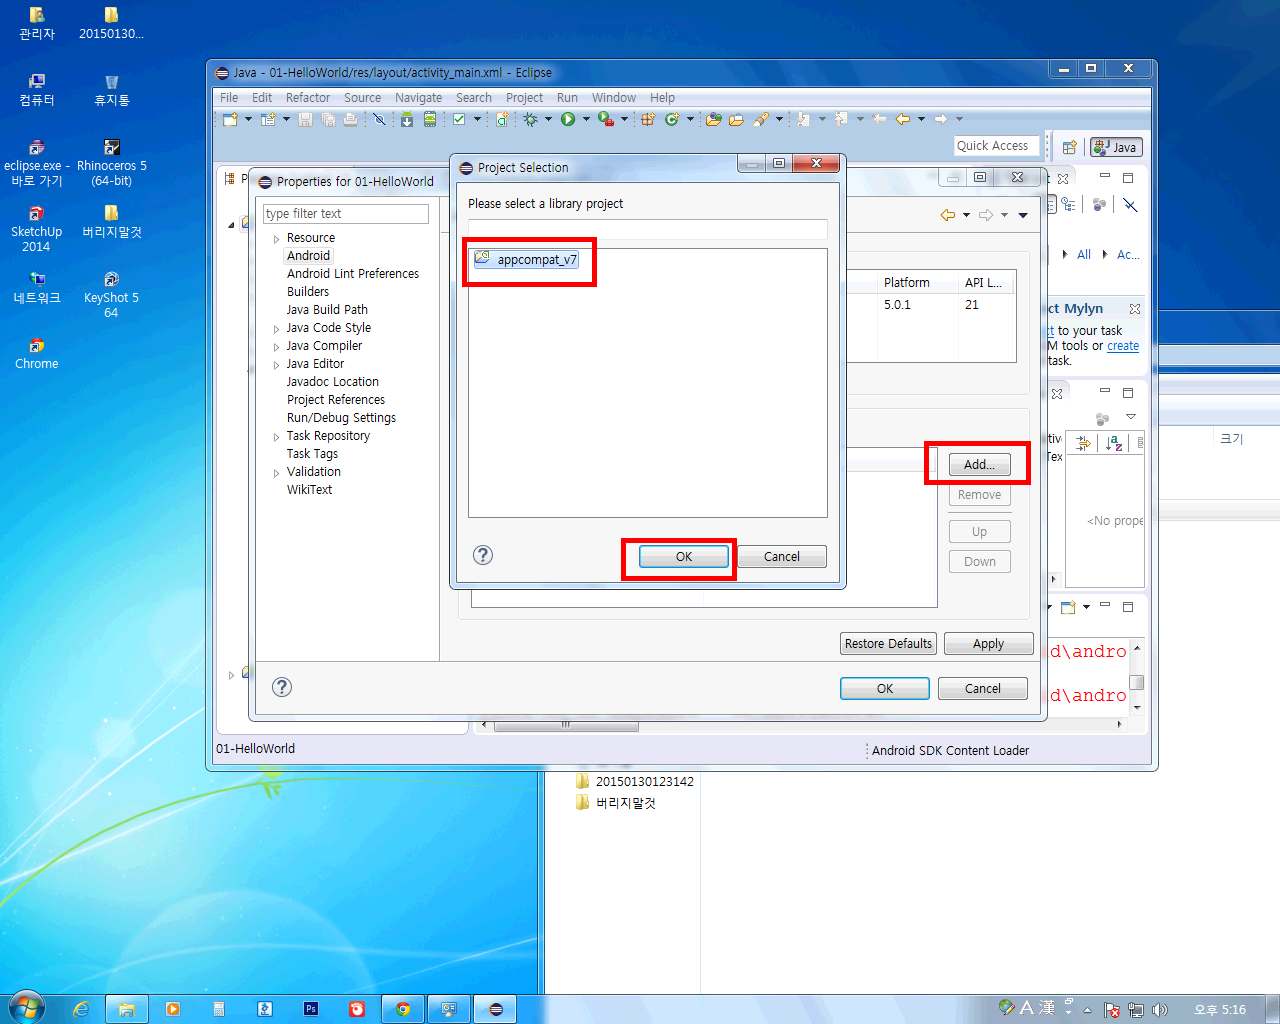 관리자
20150130...
컴퓨터
휴지통
eclipse.exe - 바로 가기
Rhinoceros 5 (64-bit)
SketchUp 2014
버리지말것
네트워크
KeyShot 5 64
Chrome
Java - 01-HelloWorld/res/layout/activity_main.xml - Eclipse
File Edit Refactor Source Navigate Search Project Run Window Help
Quick Access
Java
Properties for 01-HelloWorld
type filter text
Resource
Android
Android Lint Preferences
Builders
Java Build Path
Java Code Style
Java Compiler
Java Editor
Javadoc Location
Project References
Run/Debug Settings
Task Repository
Task Tags
Validation
WikiText
Project Selection
Please select a library project
appcompat_v7
OK
Cancel
Platform API L...
5.0.1 21
Add...
Remove
Up
Down
Restore Defaults
Apply
OK
Cancel
All Ac...
ct Mylyn
ct to your task
M tools or create
task.
<No prope
d\andro
d\andro
01-HelloWorld
Android SDK Content Loader
크기
20150130123142
버리지말것
Ps
A 漢
오후 5:16